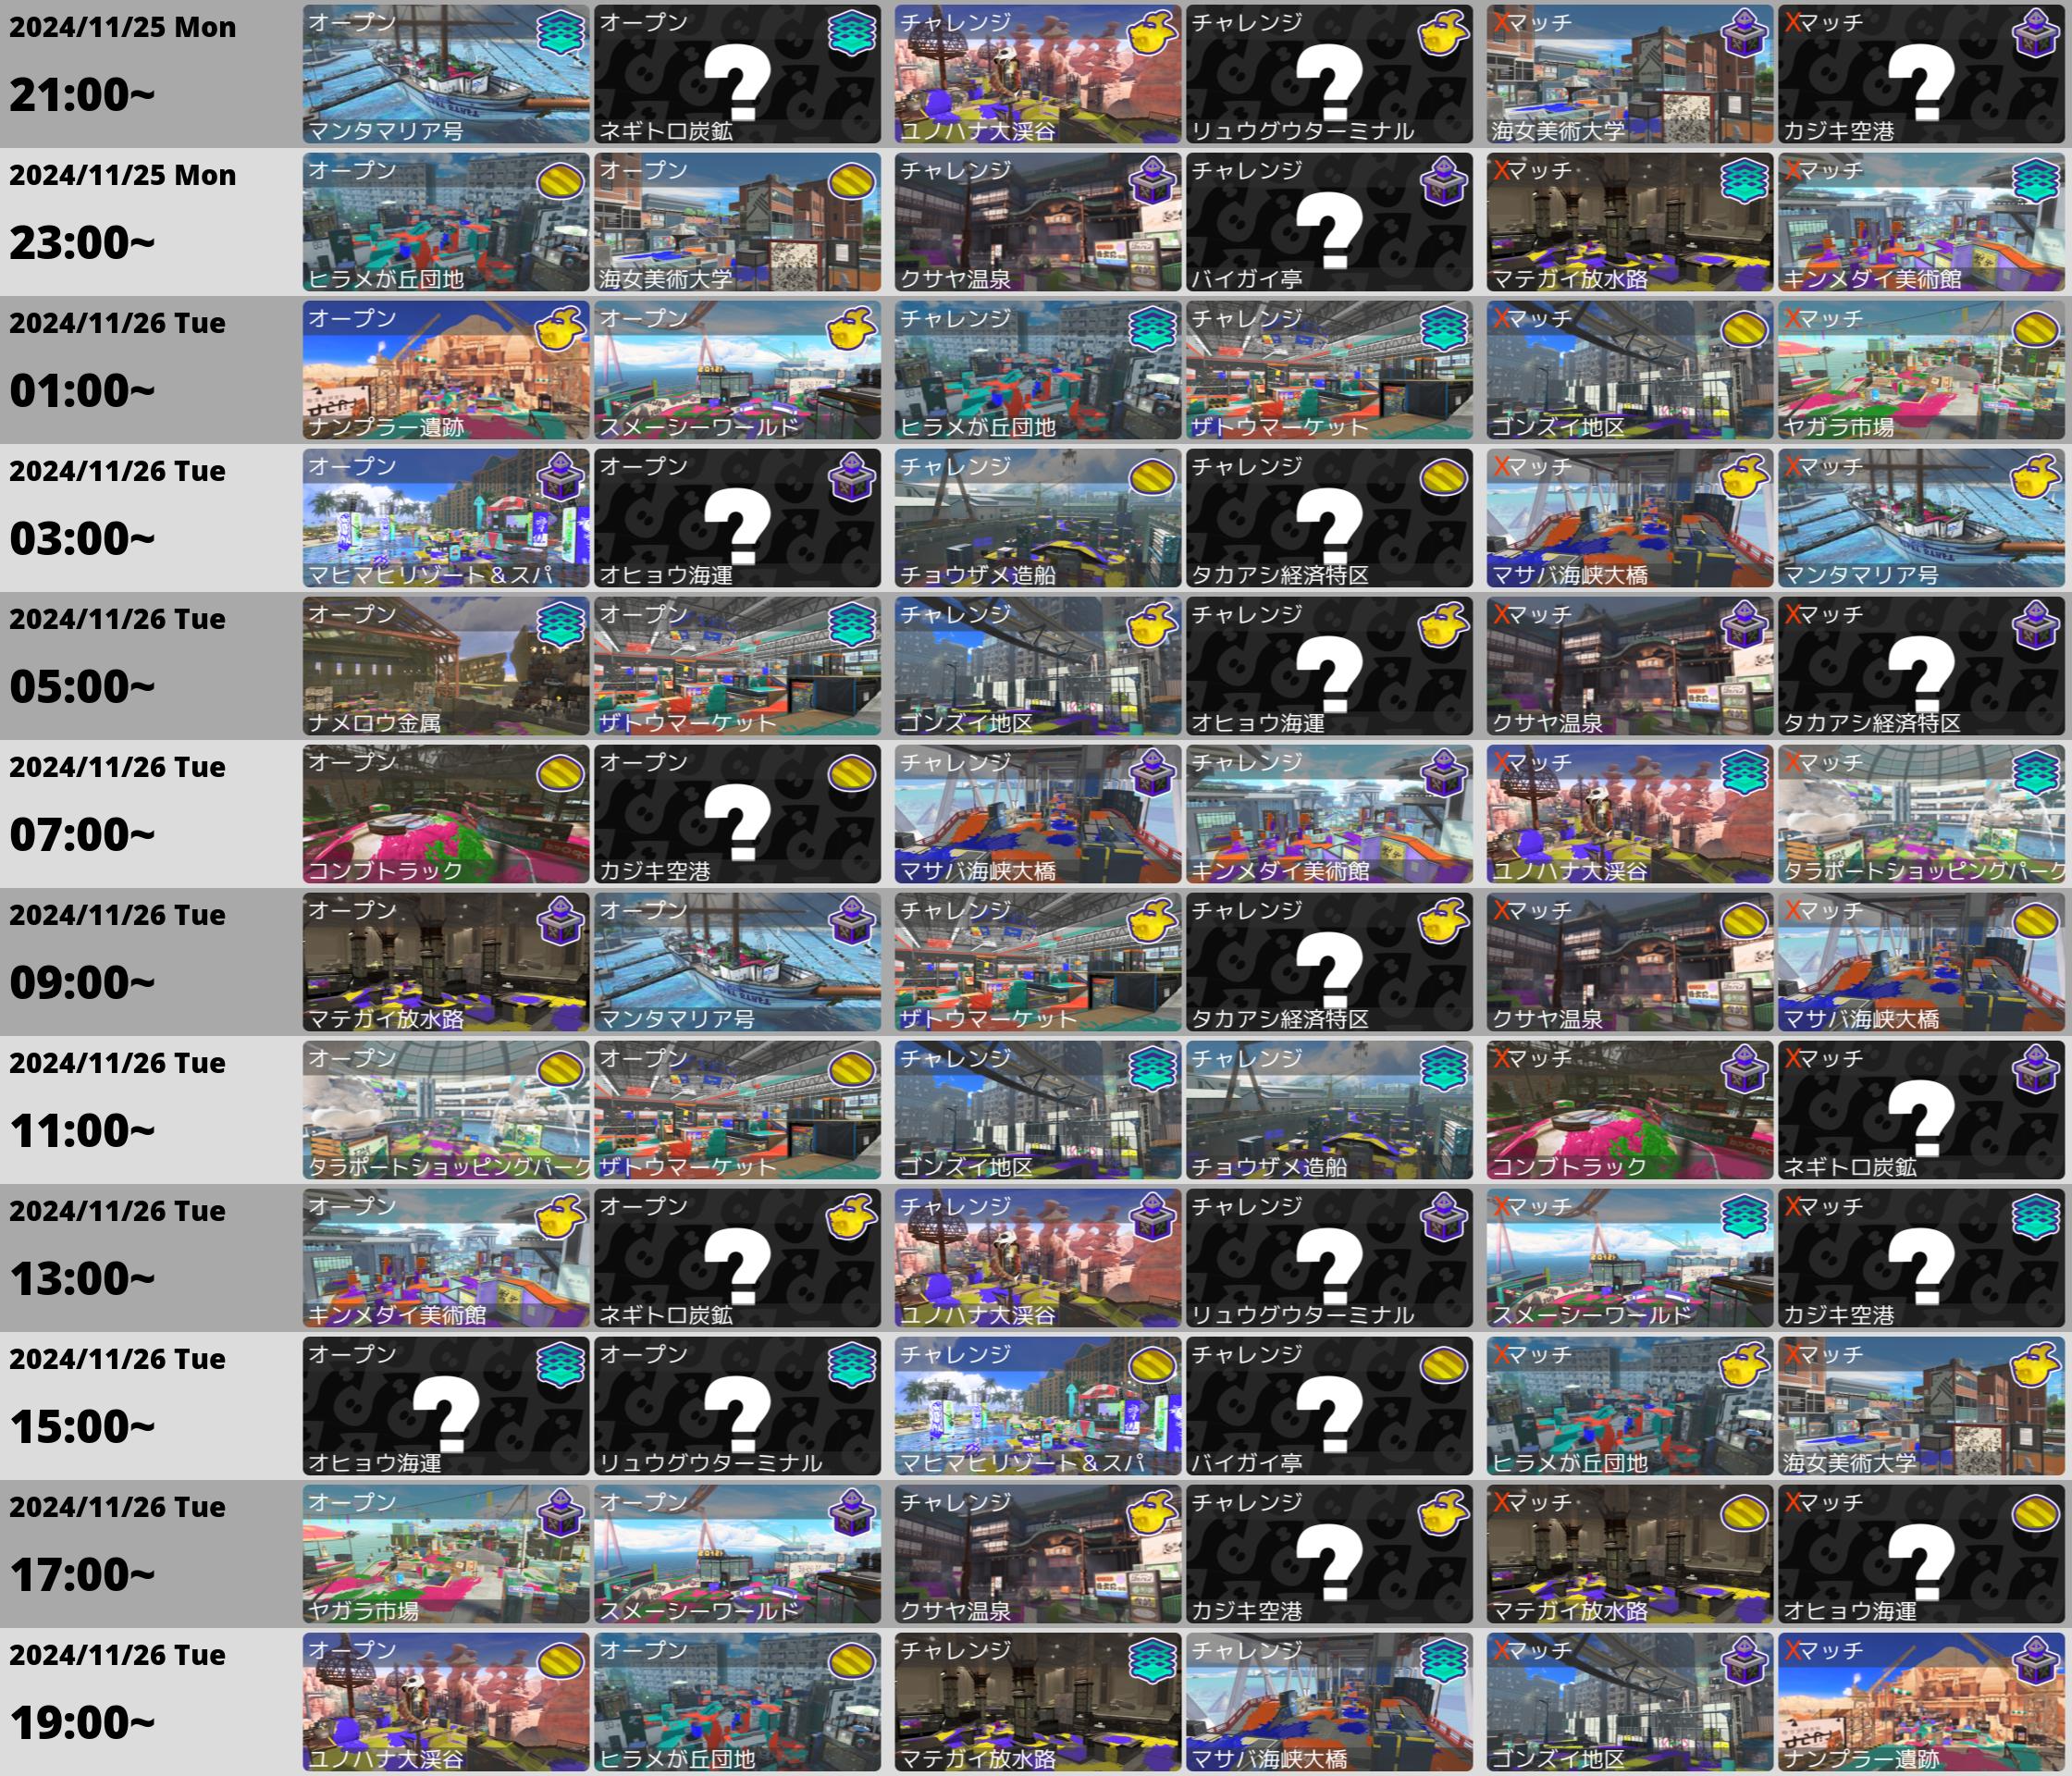 2024/11/25 Mon
21:00~
オープン
マンタマリア号
オープン
ネギトロ炭鉱
チャレンジ
ユノハナ大渓谷
チャレンジ
リュウグウターミナル
Xマッチ
海女美術大学
Xマッチ
カジキ空港
2024/11/25 Mon
23:00~
オープン
ヒラメが丘団地
オープン
海女美術大学
チャレンジ
クサヤ温泉
チャレンジ
バイガイ亭
Xマッチ
マテガイ放水路
Xマッチ
キンメダイ美術館
2024/11/26 Tue
01:00~
オープン
ナンプラー遺跡
オープン
スメーシーワールド
チャレンジ
ヒラメが丘団地
チャレンジ
ザトウマーケット
Xマッチ
ゴンズイ地区
Xマッチ
ヤガラ市場
2024/11/26 Tue
03:00~
オープン
マヒマヒリゾート＆スパ
オープン
オヒョウ海運
チャレンジ
チョウザメ造船
チャレンジ
タカアシ経済特区
Xマッチ
マサバ海峡大橋
Xマッチ
マンタマリア号
2024/11/26 Tue
05:00~
オープン
ナメロウ金属
オープン
ザトウマーケット
チャレンジ
ゴンズイ地区
チャレンジ
オヒョウ海運
Xマッチ
クサヤ温泉
Xマッチ
タカアシ経済特区
2024/11/26 Tue
07:00~
オープン
コンブトラック
オープン
カジキ空港
チャレンジ
マサバ海峡大橋
チャレンジ
キンメダイ美術館
Xマッチ
ユノハナ大渓谷
Xマッチ
タラポートショッピングパーク
2024/11/26 Tue
09:00~
オープン
マテガイ放水路
オープン
マンタマリア号
チャレンジ
ザトウマーケット
チャレンジ
タカアシ経済特区
Xマッチ
クサヤ温泉
Xマッチ
マサバ海峡大橋
2024/11/26 Tue
11:00~
オープン
タラポートショッピングパーク
オープン
ザトウマーケット
チャレンジ
ゴンズイ地区
チャレンジ
チョウザメ造船
Xマッチ
コンブトラック
Xマッチ
ネギトロ炭鉱
2024/11/26 Tue
13:00~
オープン
キンメダイ美術館
オープン
ネギトロ炭鉱
チャレンジ
ユノハナ大渓谷
チャレンジ
リュウグウターミナル
Xマッチ
スメーシーワールド
Xマッチ
カジキ空港
2024/11/26 Tue
15:00~
オープン
オヒョウ海運
オープン
リュウグウターミナル
チャレンジ
マヒマヒリゾート＆スパ
チャレンジ
バイガイ亭
Xマッチ
ヒラメが丘団地
Xマッチ
海女美術大学
2024/11/26 Tue
17:00~
オープン
ヤガラ市場
オープン
スメーシーワールド
チャレンジ
クサヤ温泉
チャレンジ
カジキ空港
Xマッチ
マテガイ放水路
Xマッチ
オヒョウ海運
2024/11/26 Tue
19:00~
オープン
ユノハナ大渓谷
オープン
ヒラメが丘団地
チャレンジ
マテガイ放水路
チャレンジ
マサバ海峡大橋
Xマッチ
ゴンズイ地区
Xマッチ
ナンプラー遺跡